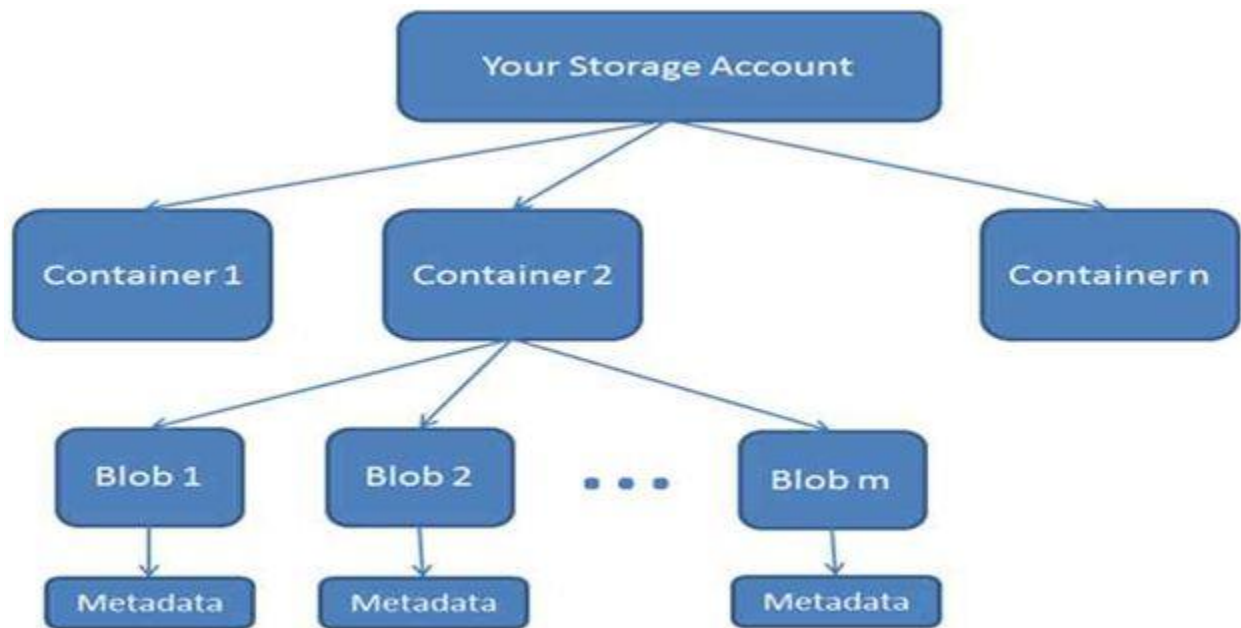 Your Storage Account
Container 1
Container 2
Container n
Blob 1
Blob 2
Blob m
Metadata
Metadata
Metadata